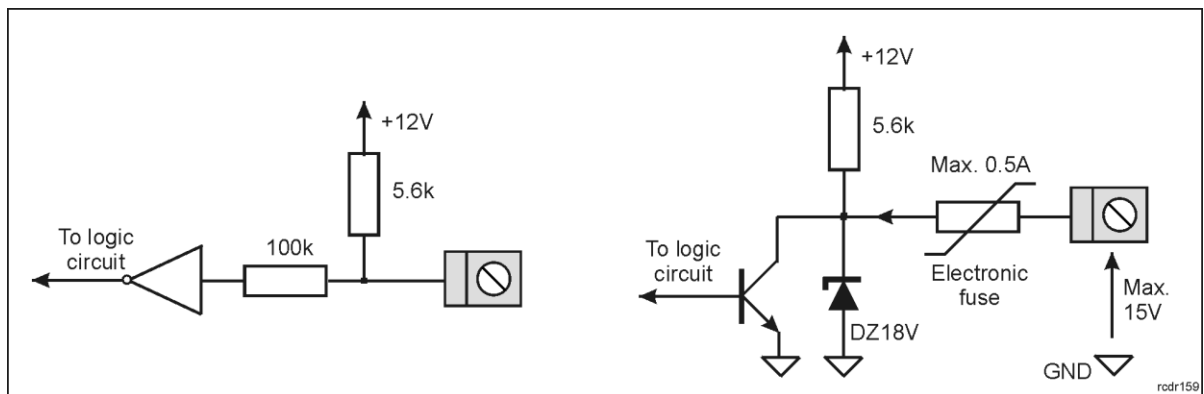 +12V
5.6k
100k
To logic
circuit
+12V
5.6k
Max. 0.5A
To logic
circuit
Electronic
fuse
DZ18V
Max.
15V
GND
rcdr159